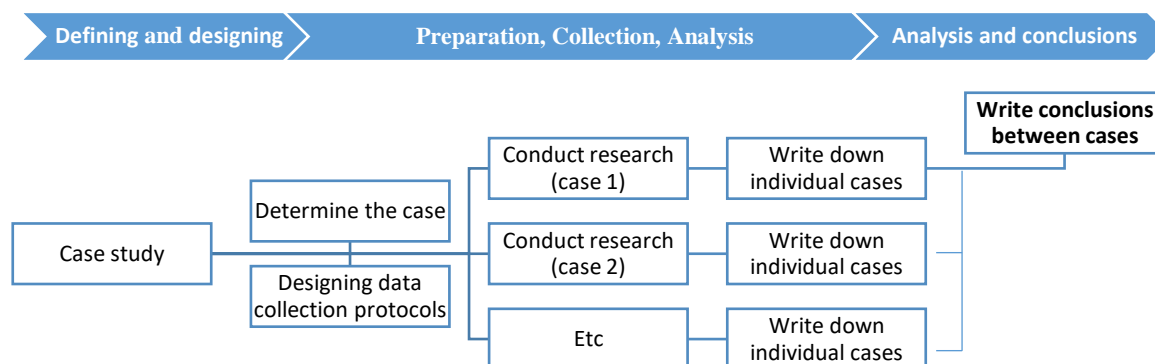 Defining and designing
Preparation, Collection, Analysis
Analysis and conclusions
Write conclusions
between cases
Conduct research
(case 1)
Write down
individual cases
Determine the case
Case study
Conduct research
(case 2)
Write down
individual cases
Designing data
collection protocols
Etc
Write down
individual cases